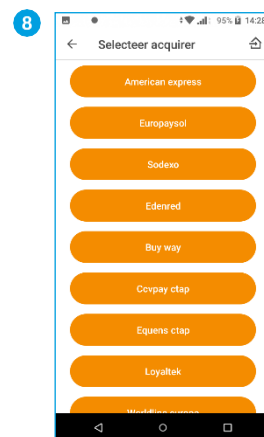 8
95% 14:28
Selecteer acquirer
American express
Europaysol
Sodexo
Edenred
Buy way
Ccvpay ctap
Equens ctap
Loyaltek